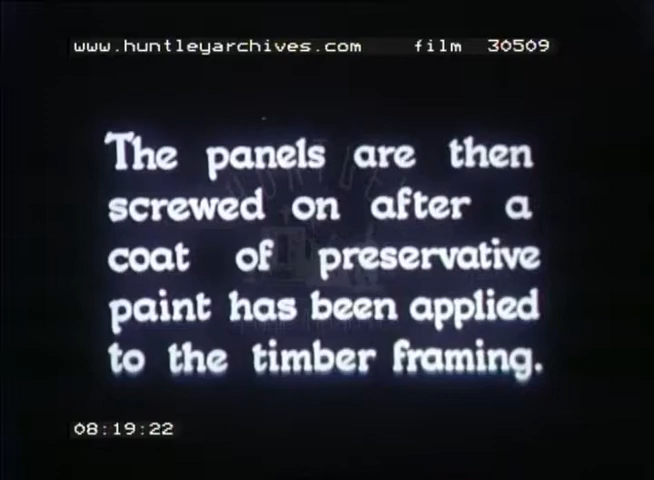 www.huntleyarchives.com film 30509
The panels are then
screwed on after a
coat of preservative
paint has been applied
to the timber framing.
08:19:22